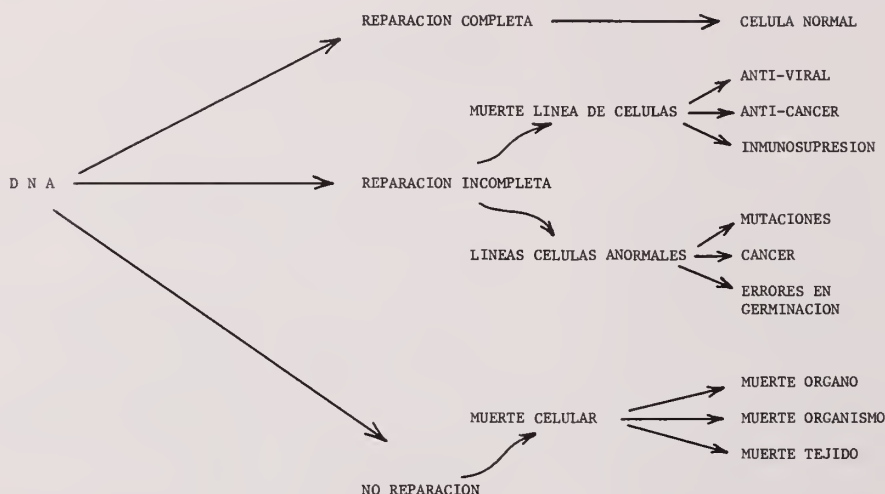 REPARACION COMPLETA
CELULA NORMAL
ANTI-VIRAL
MUERTE LINEA DE CELULAS
ANTI-CANCER
INMUNOSUPRESION
D N A
REPARACION INCOMPLETA
MUTACIONES
LINEAS CELULAS ANORMALES
CANCER
ERRORES EN
GERMINACION
MUERTE ORGANO
MUERTE CELULAR
MUERTE ORGANISMO
MUERTE TEJIDO
NO REPARACION